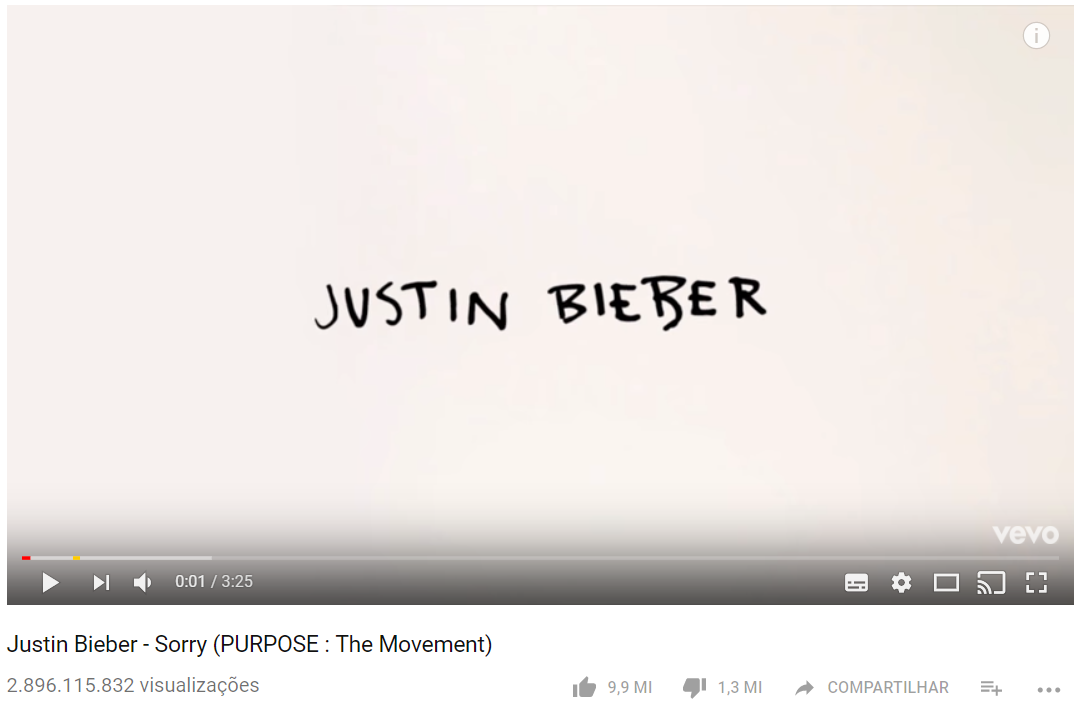 JUSTIN BIEBER
vevo
0:01 / 3:25
Justin Bieber - Sorry (PURPOSE : The Movement)
2.896.115.832 visualizações
9,9 MI 1,3 MI COMPARTILHAR